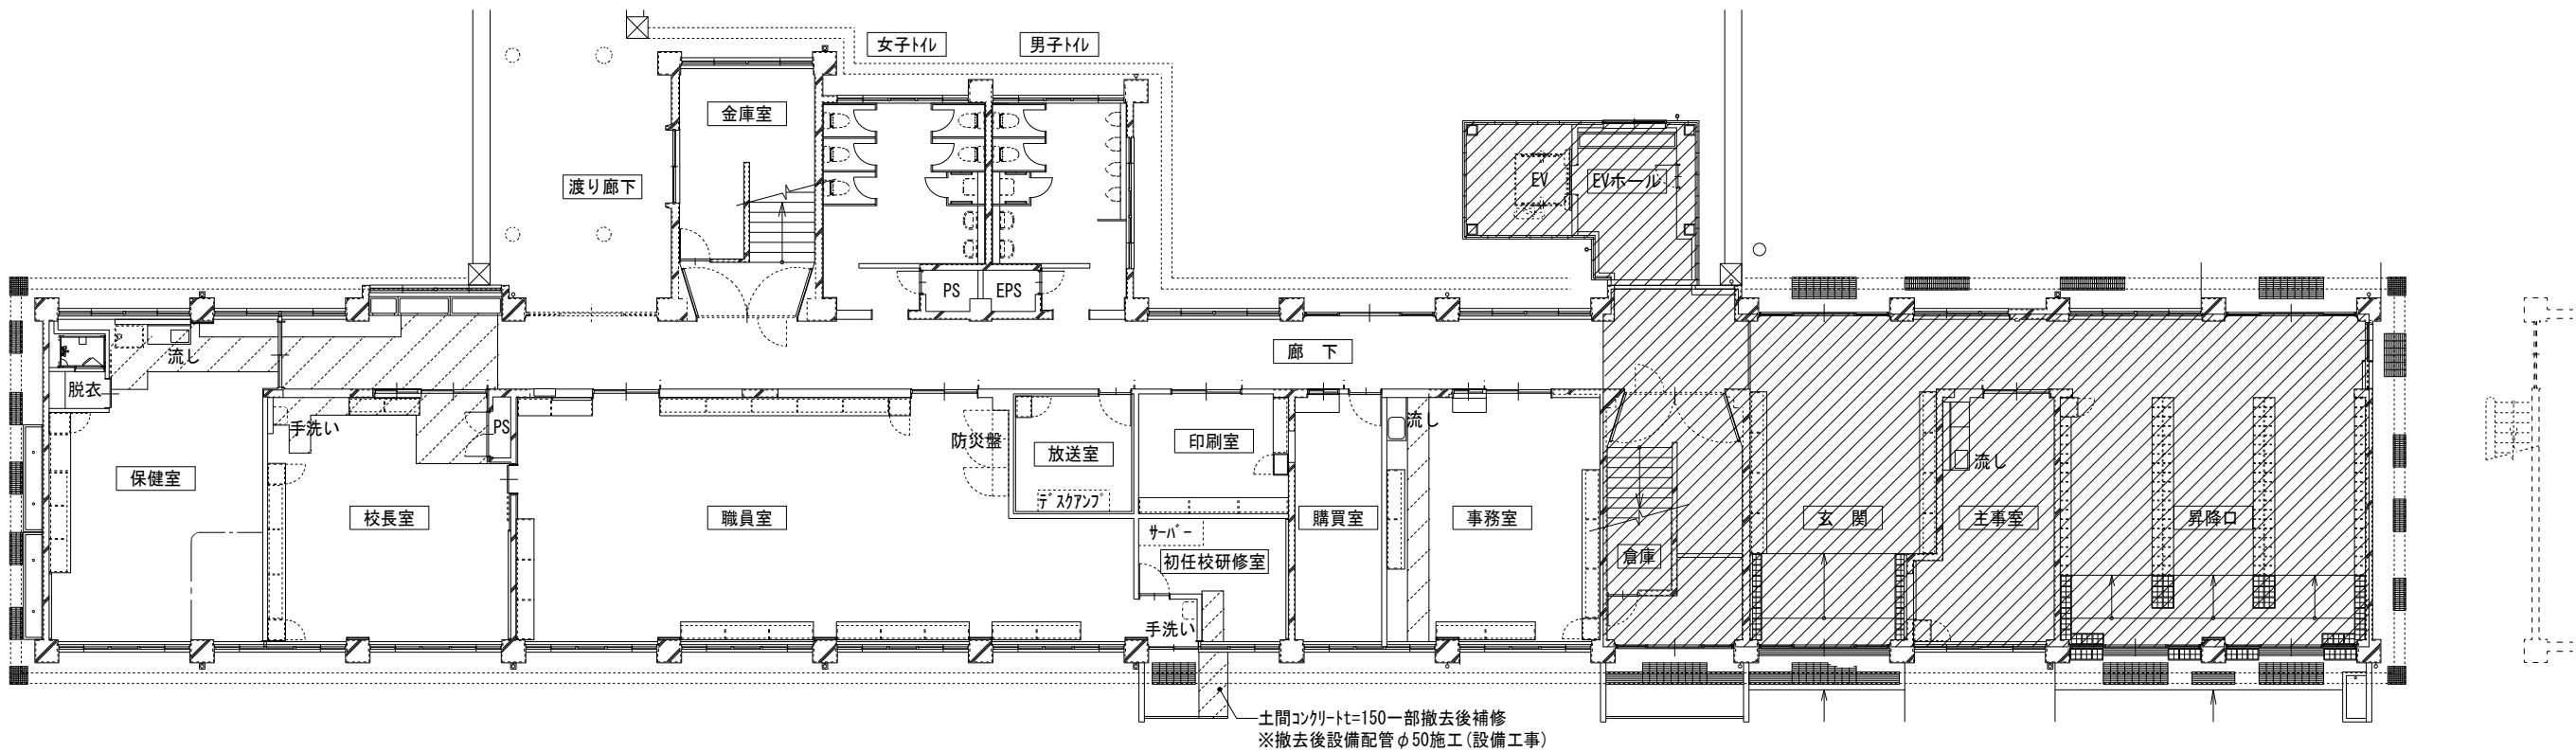 女子トイレ
男子トイレ
金庫室
渡り廊下
EV
EVホール
PS
EPS
流し
脱衣
廊　下
手洗い
PS
防災盤
放送室
印刷室
流し
流し
保健室
デスクアンプ
校長室
職員室
購買室
事務室
玄　関
主事室
昇降口
サーバー
初任校研修室
倉庫
手洗い
土間コンクリートt=150一部撤去後補修
※撤去後設備配管φ50施工(設備工事)